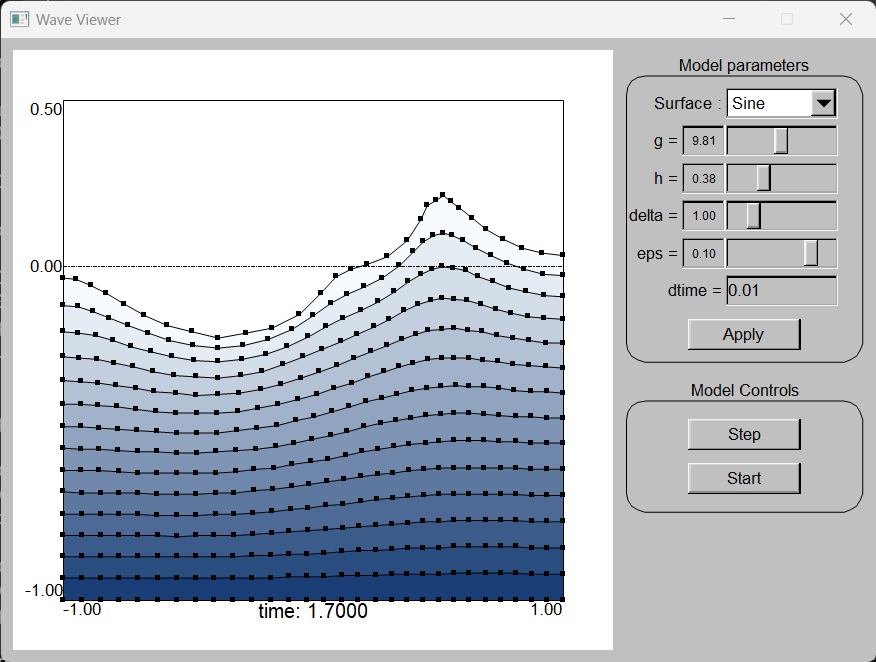 Wave Viewer
Model parameters
Surface : Sine
g = 9.81
h = 0.38
delta = 1.00
eps = 0.10
dtime = 0.01
Apply
Model Controls
Step
Start
0.50
0.00
-1.00
-1.00 time: 1.7000 1.00